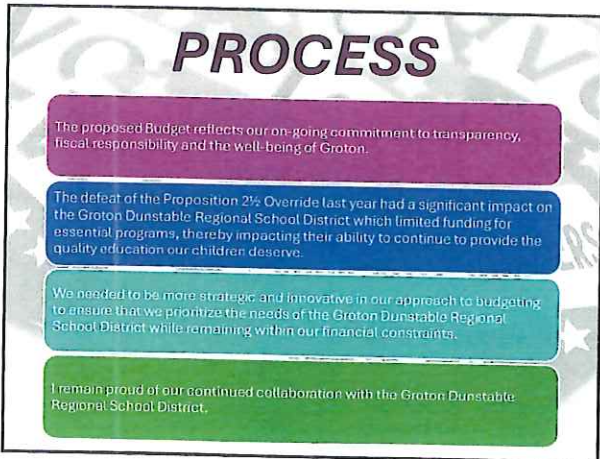 PROCESS
The proposed Budget reflects our on-going commitment to transparency,
fiscal responsibility and the well-being of Groton.
The defeat of the Proposition 2½ Override last year had a significant impact on
the Groton Dunstable Regional School District which limited funding for
essential programs, thereby impacting their ability to continue to provide the
quality education our children deserve.
We needed to be more strategic and innovative in our approach to budgeting
to ensure that we prioritize the needs of the Groton Dunstable Regional
School District while remaining within our financial constraints.
I remain proud of our continued collaboration with the Groton Dunstable
Regional School District.